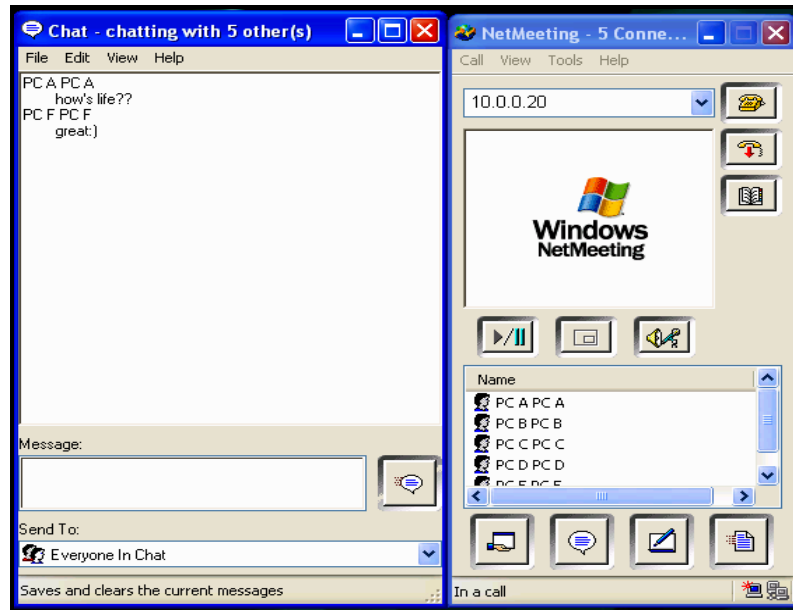 Chat - chatting with 5 other(s)
File Edit View Help
PC A PC A
how's life??
PC F PC F
great:)
Message:
Send To:
Everyone In Chat
Saves and clears the current messages
NetMeeting - 5 Conne...
Call View Tools Help
10.0.0.20
Windows
NetMeeting
Name
PC A PC A
PC B PC B
PC C PC C
PC D PC D
In a call